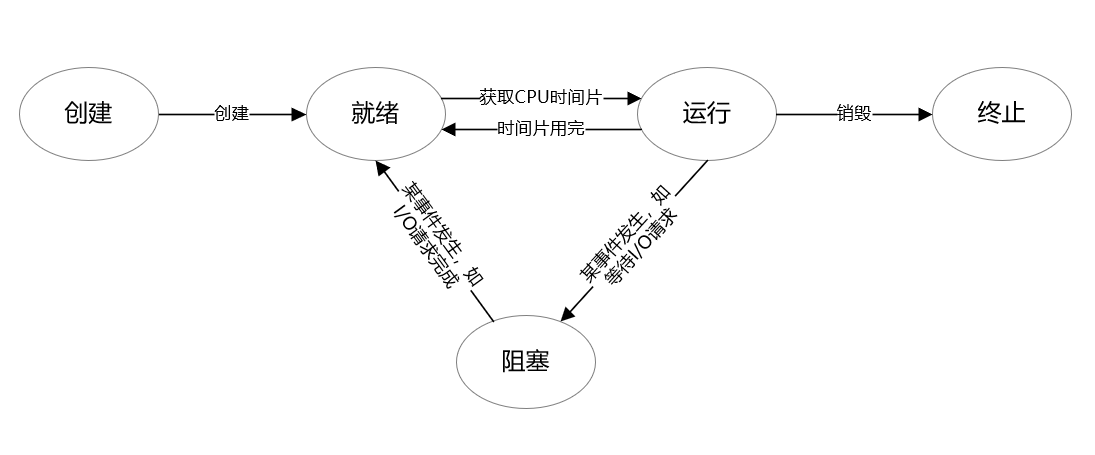 创建
创建
就绪
获取CPU时间片
时间片用完
运行
销毁
终止
某事件发生，如
I/O请求完成
某事件发生，如
等待I/O请求
阻塞